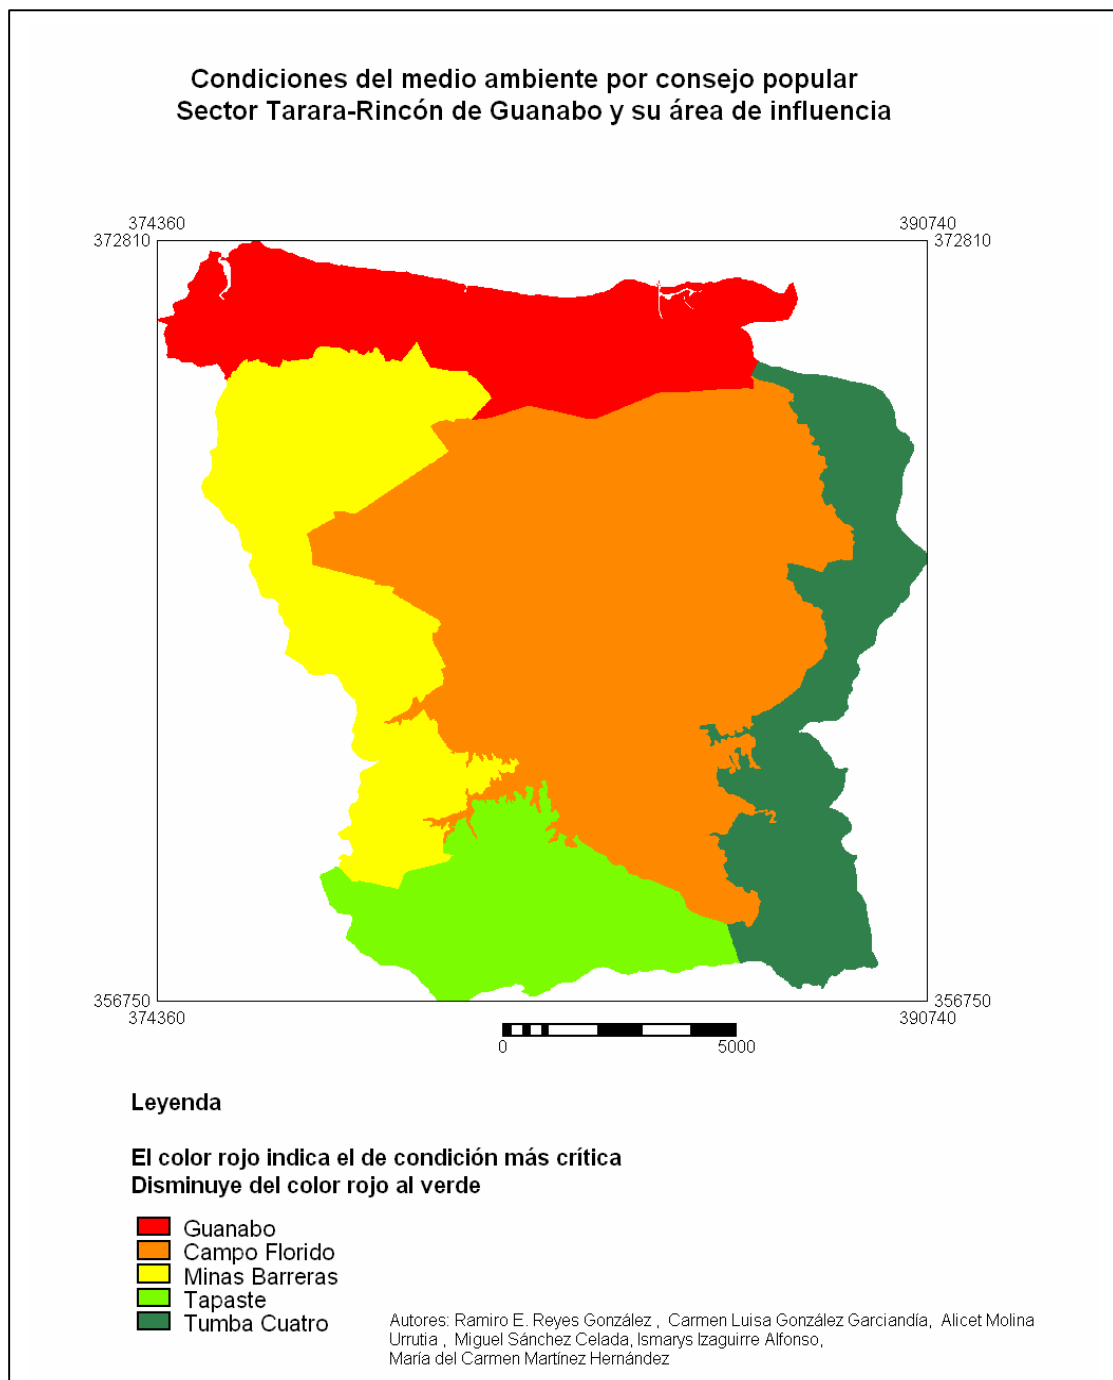 Condiciones del medio ambiente por consejo popular
Sector Tarara-Rincón de Guanabo y su área de influencia
374360 390740
372810 372810
356750 356750
374360 390740
0 5000
Leyenda
El color rojo indica el de condición más crítica
Disminuye del color rojo al verde
Guanabo
Campo Florido
Minas Barreras
Tapaste
Tumba Cuatro
Autores: Ramiro E. Reyes González , Carmen Luisa González Garciandía, Alicet Molina
Urrutia , Miguel Sánchez Celada, Ismarys Izaguirre Alfonso,
María del Carmen Martínez Hernández